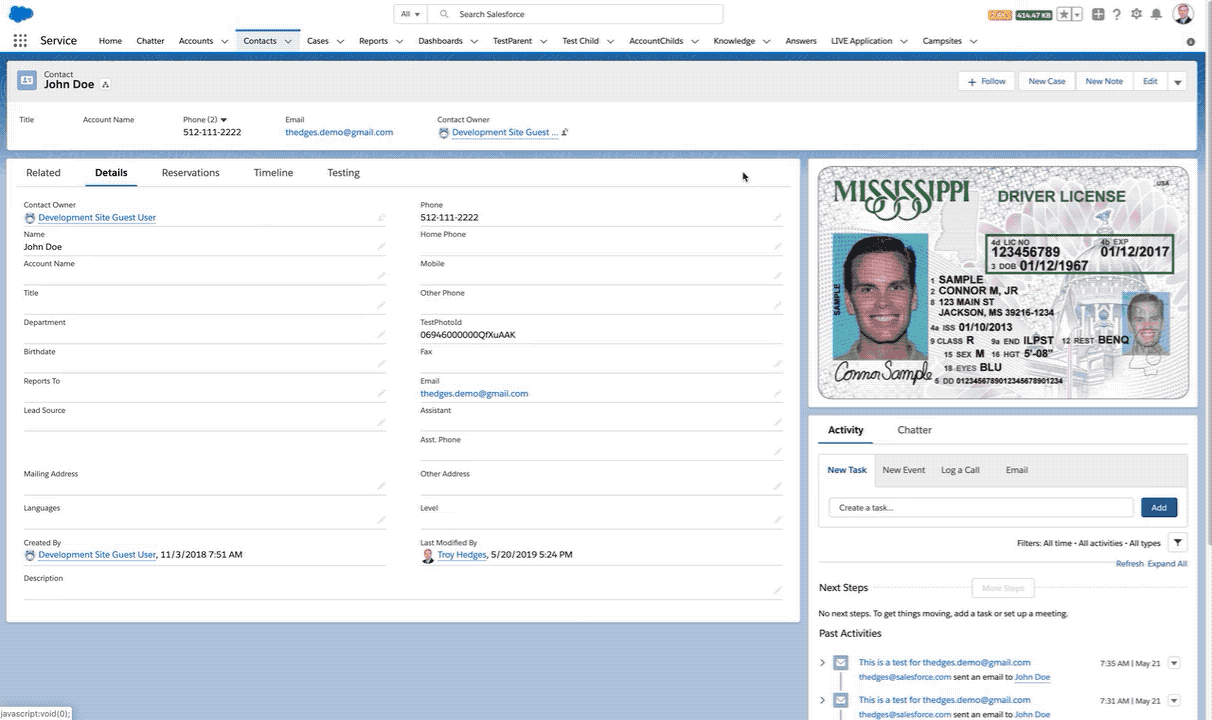 All
Search Salesforce
414.47 KB
Service
Home Chatter Accounts Contacts Cases Reports Dashboards TestParent Test Child AccountChilds Knowledge Answers LIVE Application Campsites
Contact
John Doe
+ Follow New Case New Note Edit
Title Account Name Phone (2) Email Contact Owner
512-111-2222 thedges.demo@gmail.com Development Site Guest ...
Related Details Reservations Timeline Testing
Contact Owner
Development Site Guest User
Name
John Doe
Account Name
Title
Department
Birthdate
Reports To
Lead Source
Mailing Address
Languages
Created By
Development Site Guest User, 11/3/2018 7:51 AM
Description
Phone
512-111-2222
Home Phone
Mobile
Other Phone
TestPhotoId
06946000000QfXuAAK
Fax
Email
thedges.demo@gmail.com
Assistant
Asst. Phone
Other Address
Level
Last Modified By
Troy Hedges, 5/20/2019 5:24 PM
MISSISSIPPI
DRIVER LICENSE
USA
4d LIC NO 4b EXP
123456789 01/12/2017
3 DOB 01/12/1967
SAMPLE
1 SAMPLE
2 CONNOR M, JR
8 123 MAIN ST
JACKSON, MS 39216-1234
4a ISS 01/10/2013
9 CLASS R 9a END ILPST 12 REST BENQ
15 SEX M 16 HGT 5'-08"
18 EYES BLU
5 DD 0123456789012345678901234
Connor Sample
Activity Chatter
New Task New Event Log a Call Email
Create a task...
Add
Filters: All time • All activities • All types
Refresh Expand All
Next Steps
More Steps
No next steps. To get things moving, add a task or set up a meeting.
Past Activities
This is a test for thedges.demo@gmail.com 7:35 AM | May 21
thedges@salesforce.com sent an email to John Doe
This is a test for thedges.demo@gmail.com 7:31 AM | May 21
thedges@salesforce.com sent an email to John Doe
javascript:void(0);